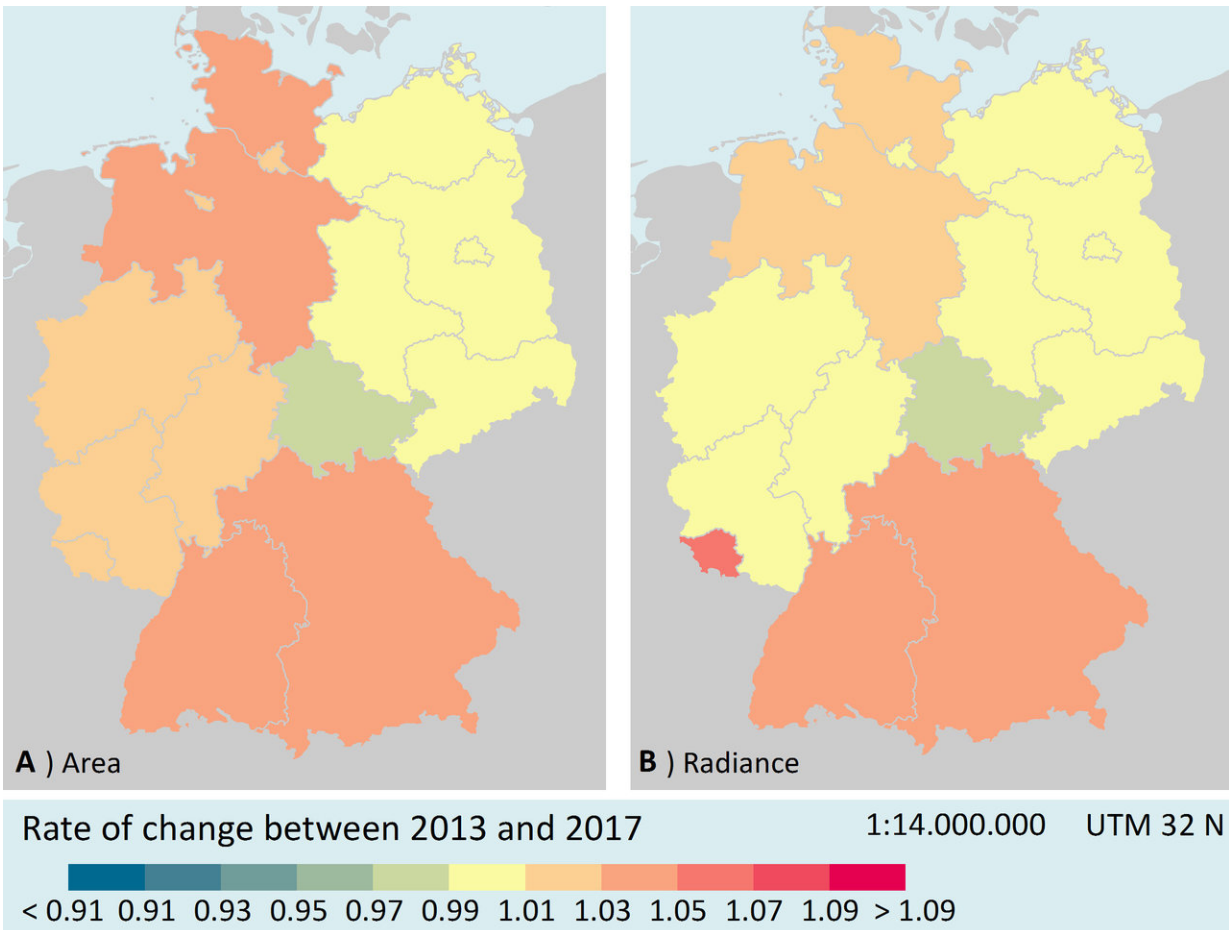 A ) Area
B ) Radiance
Rate of change between 2013 and 2017
1:14.000.000 UTM 32 N
< 0.91 0.91 0.93 0.95 0.97 0.99 1.01 1.03 1.05 1.07 1.09 > 1.09